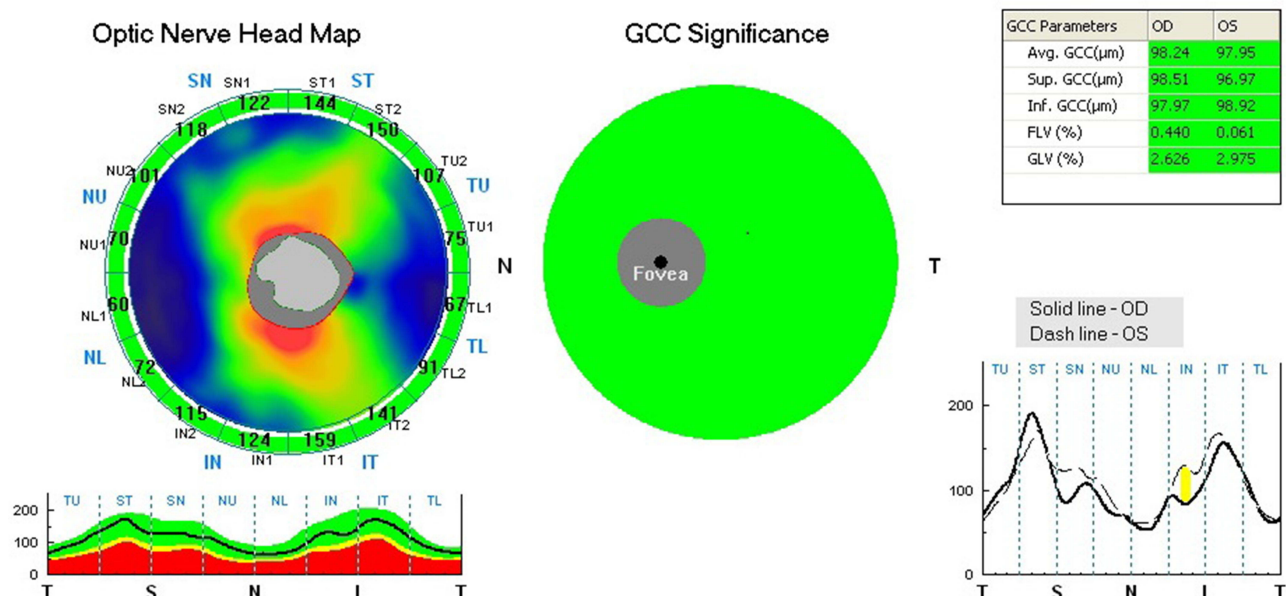 Optic Nerve Head Map
GCC Significance
GCC Parameters OD OS
Avg. GCC(µm) 98.24 97.95
Sup. GCC(µm) 98.51 96.97
Inf. GCC(µm) 97.97 98.92
FLV (%) 0.440 0.061
GLV (%) 2.626 2.975
SN SN1 ST1 ST
122 144
SN2 ST2
118 150
NU2 101 107 TU2
NU TU
NU1 70 75 TU1
N T
Fovea
NL1 60 67 TL1
NL TL
NL2 72 91 TL2
115 141
IN2 IT2
124 159
IN IN1 IT1 IT
Solid line - OD
Dash line - OS
TU ST SN NU NL IN IT TL
200
100
0
T S N I T
TU ST SN NU NL IN IT TL
200
100
0
T S N I T